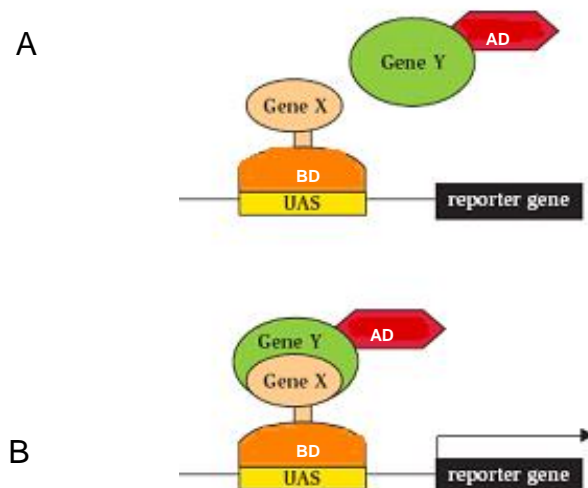 A
AD
Gene Y
Gene X
BD
UAS
reporter gene
AD
Gene Y
Gene X
B
BD
UAS
reporter gene